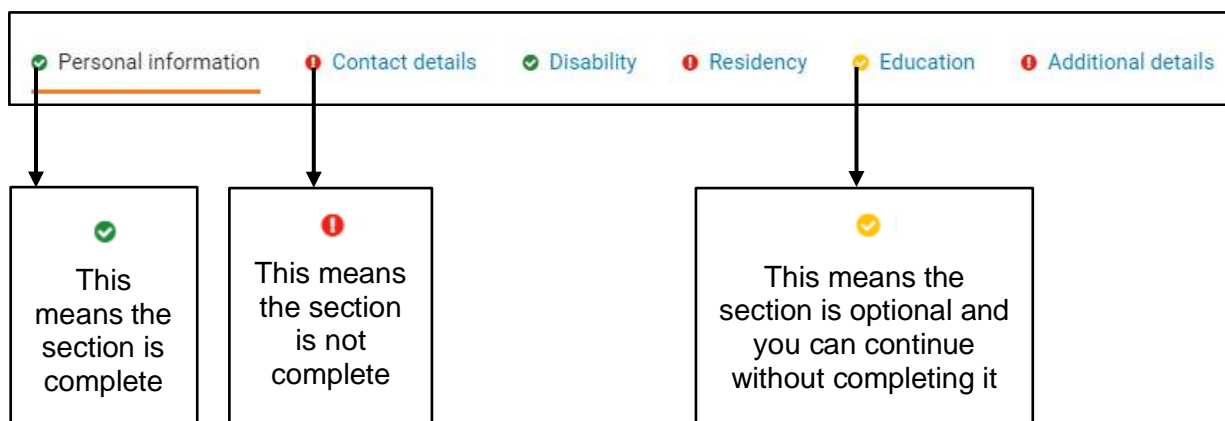 Personal information Contact details Disability Residency Education Additional details
This
means the
section is
complete
This means
the section
is not
complete
This means the
section is optional and
you can continue
without completing it